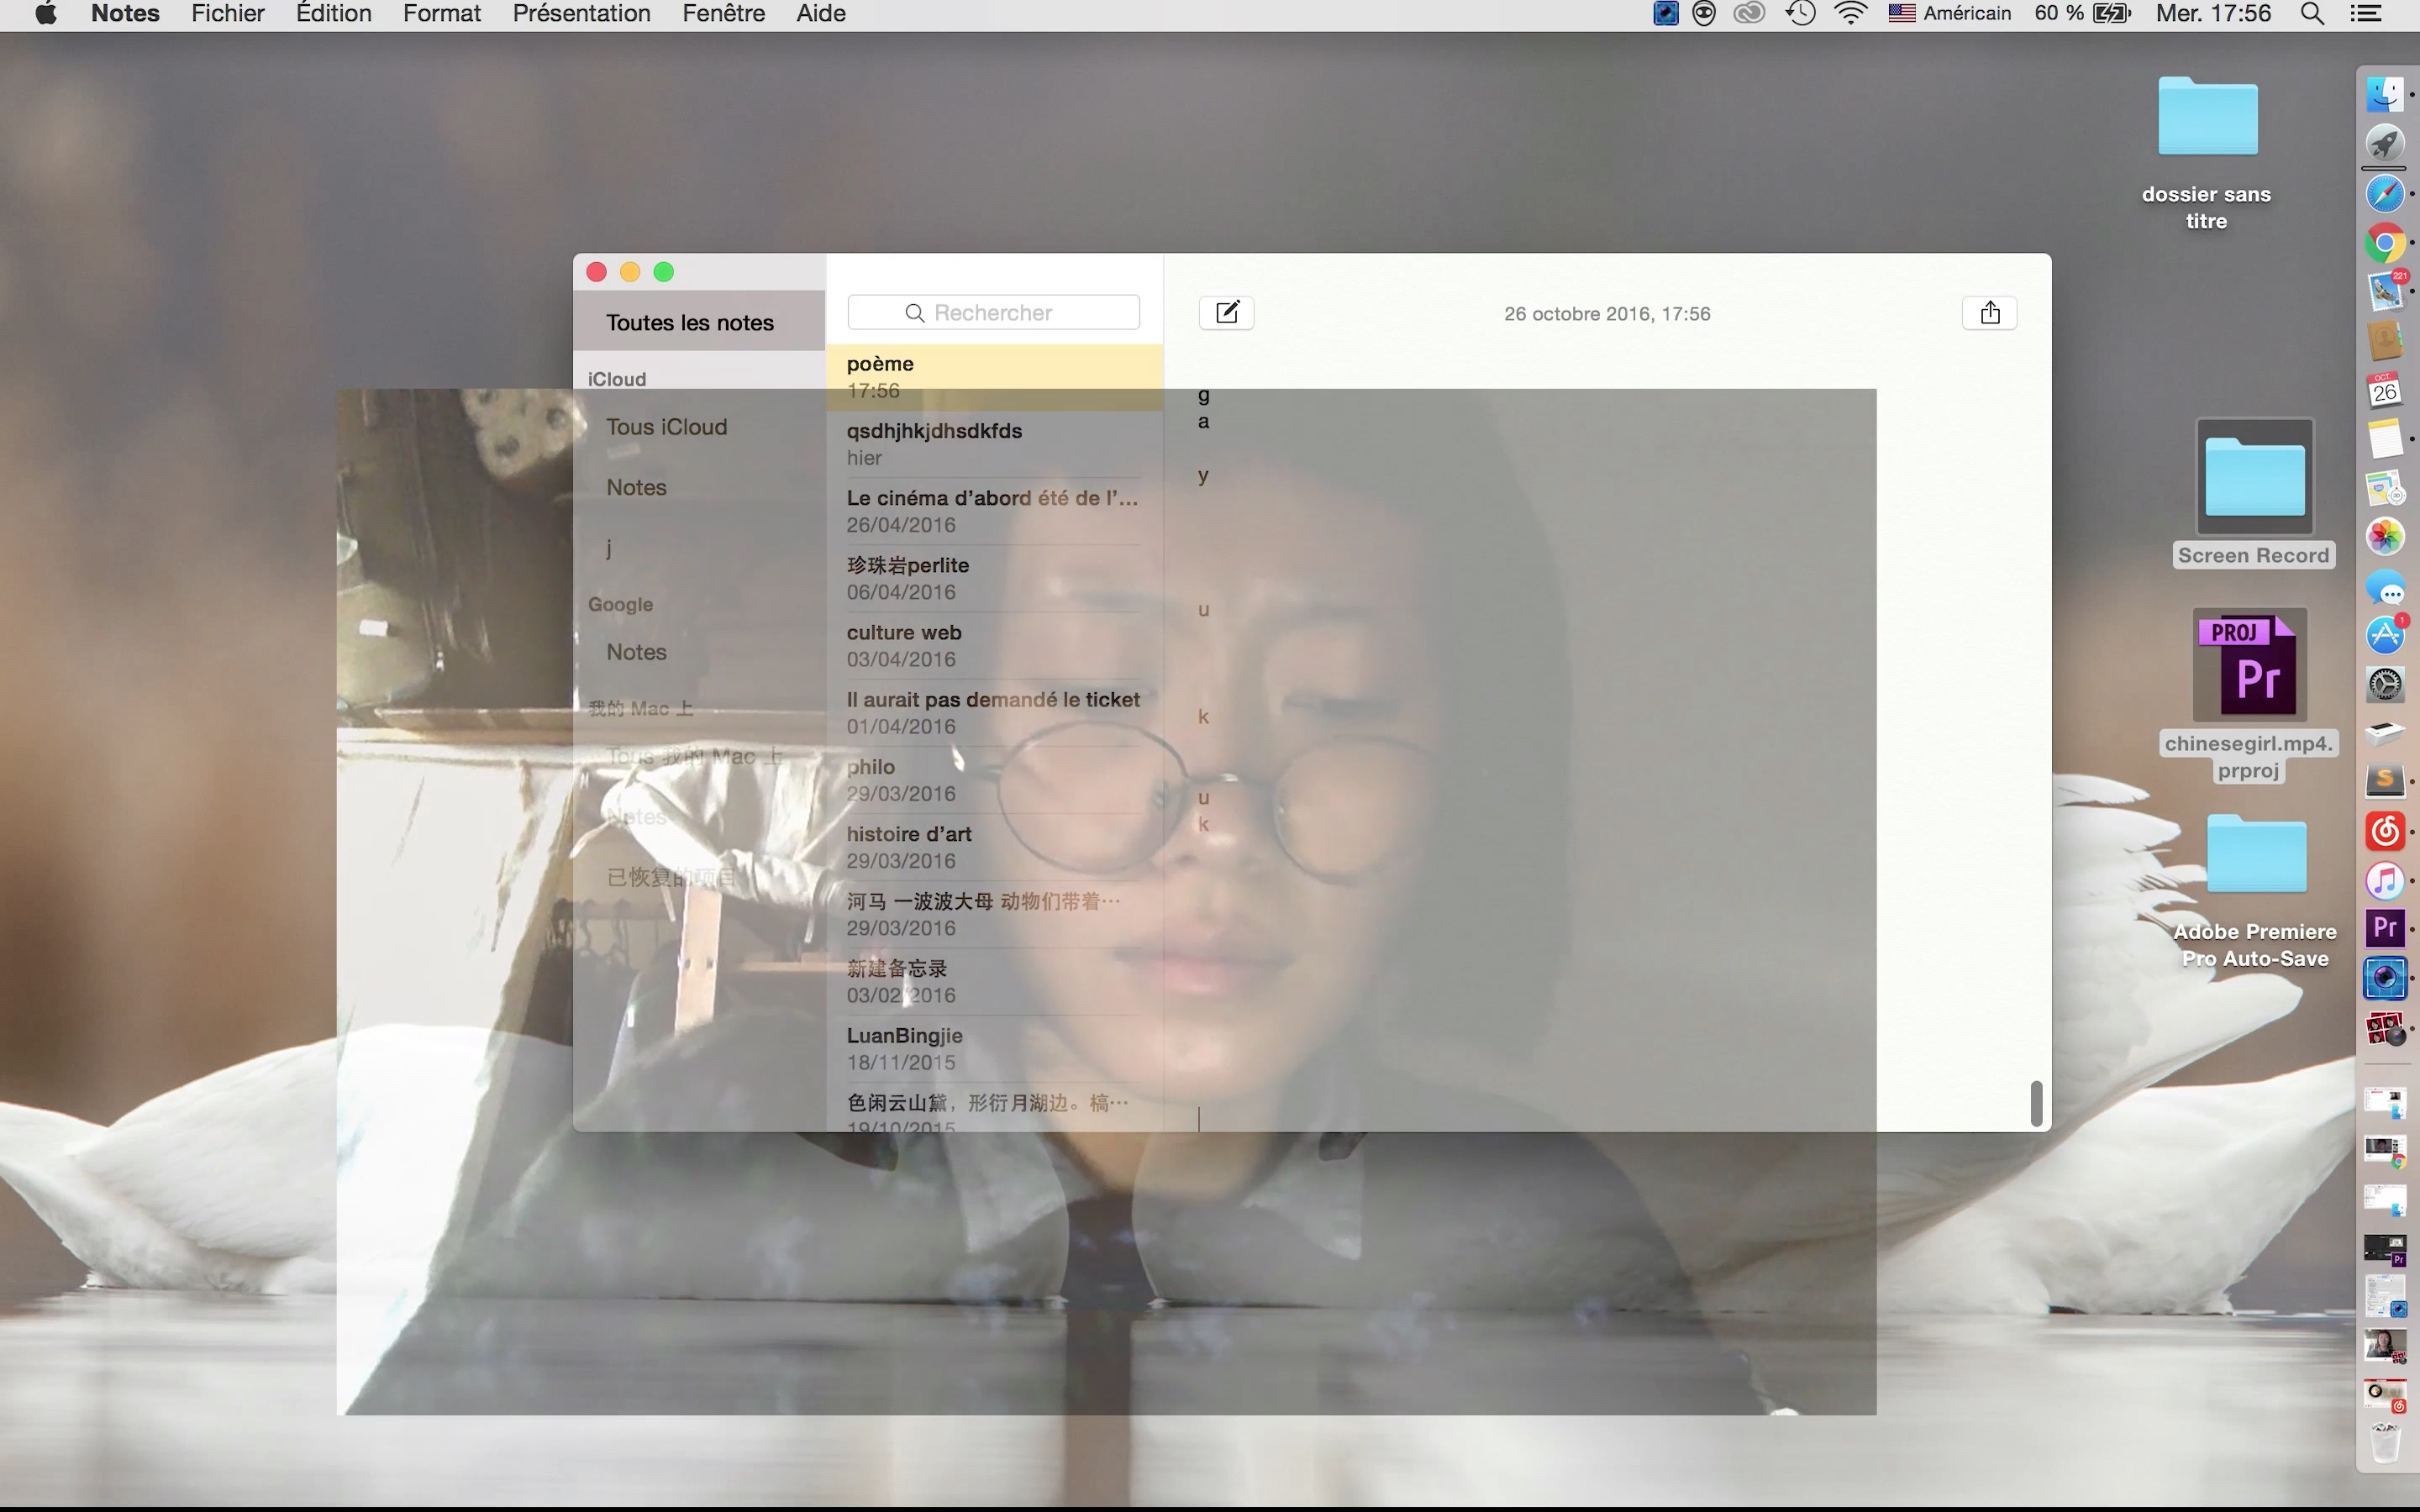 Notes Fichier Édition Format Présentation Fenêtre Aide
Américain 60 % Mer. 17:56
dossier sans
titre
Toutes les notes
iCloud
Tous iCloud
Notes
j
Google
Notes
我的 Mac 上
Tous 我的 Mac 上
Notes
已恢复的项目
Rechercher
poème
17:56
qsdhjhkjdhsdkfds
hier
Le cinéma d’abord été de l’…
26/04/2016
珍珠岩perlite
06/04/2016
culture web
03/04/2016
Il aurait pas demandé le ticket
01/04/2016
philo
29/03/2016
histoire d’art
29/03/2016
河马 一波波大母 动物们带着…
29/03/2016
新建备忘录
03/02/2016
LuanBingjie
18/11/2015
色闲云山黛，形衍月湖边。槁…
19/10/2015
26 octobre 2016, 17:56
g
a
y
u
k
u
k
Screen Record
PROJ
Pr
chinesegirl.mp4.
prproj
Adobe Premiere
Pro Auto-Save
221
OCT.
26
1
S
Pr
Pr